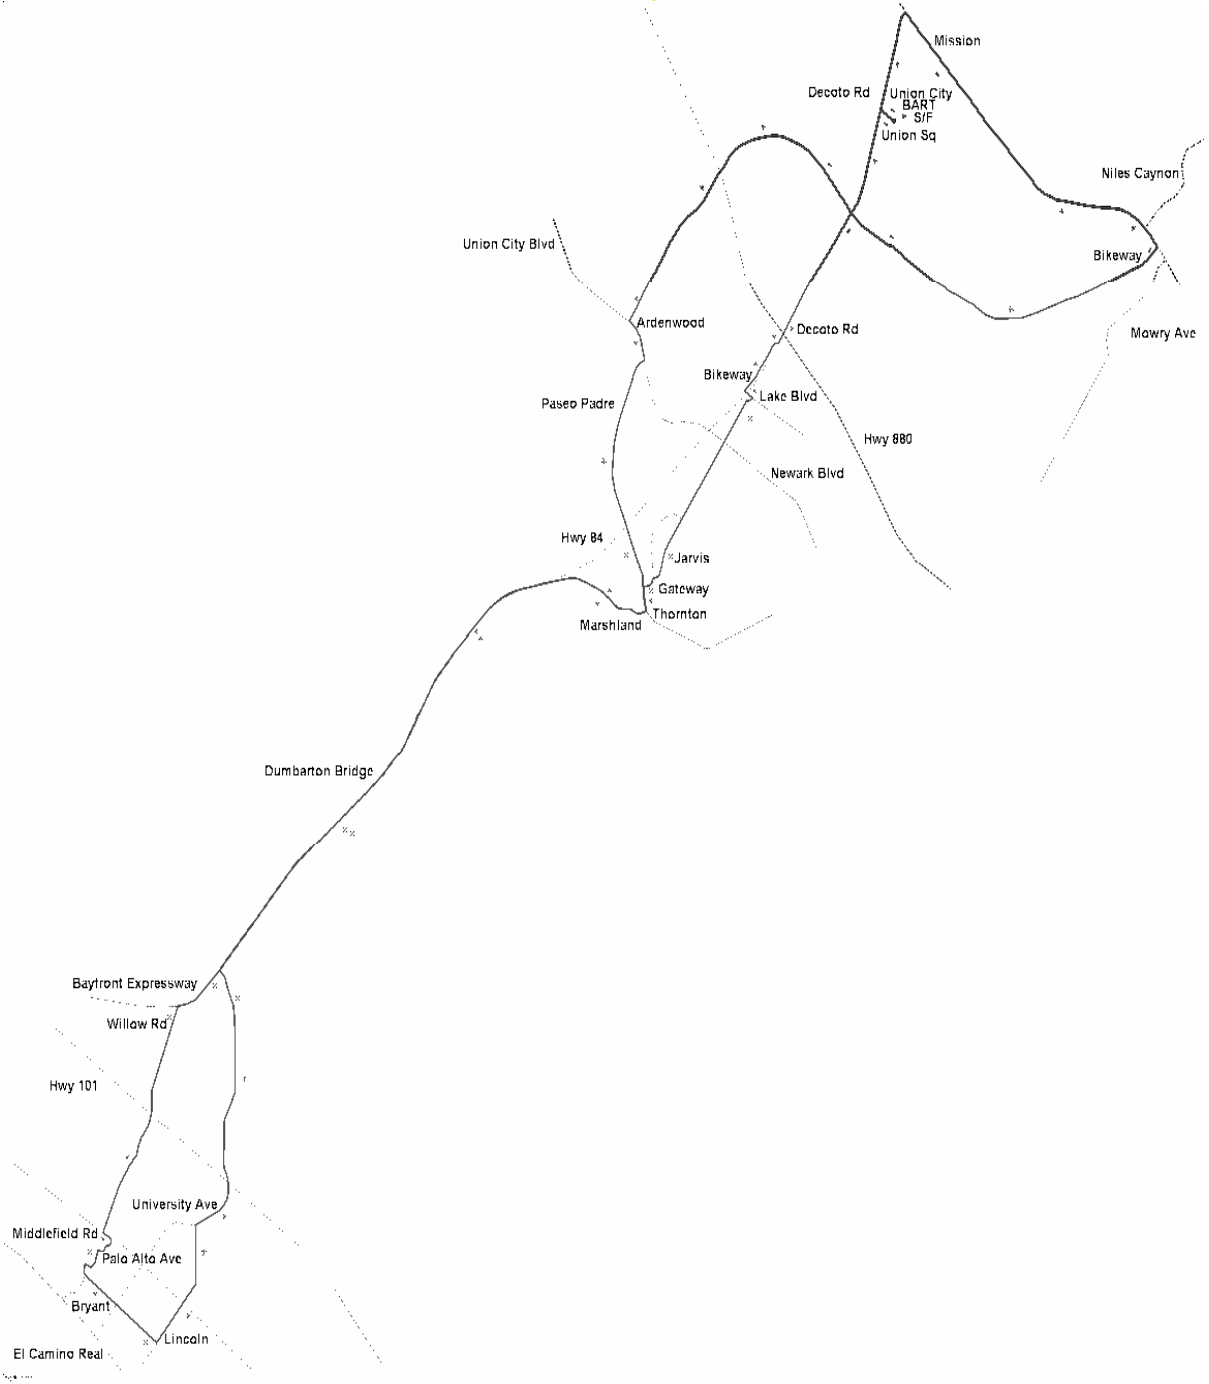 Mission
Decoto Rd
Union City
BART
S/F
Union Sq
Niles Caynon
Union City Blvd
Bikeway
Ardenwood
Decoto Rd
Mowry Ave
Bikeway
Lake Blvd
Paseo Padre
Hwy 880
Newark Blvd
Hwy 84
Jarvis
Gateway
Thornton
Marshland
Dumbarton Bridge
Bayfront Expressway
Willow Rd
Hwy 101
University Ave
Middlefield Rd
Palo Alto Ave
Bryant
Lincoln
El Camino Real